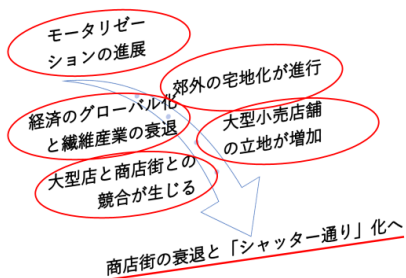 モータリゼー
ションの進展
郊外の宅地化が進行
経済のグローバル化
と繊維産業の衰退
大型小売店舗
の立地が増加
大型店と商店街との
競合が生じる
商店街の衰退と「シャッター通り」化へ